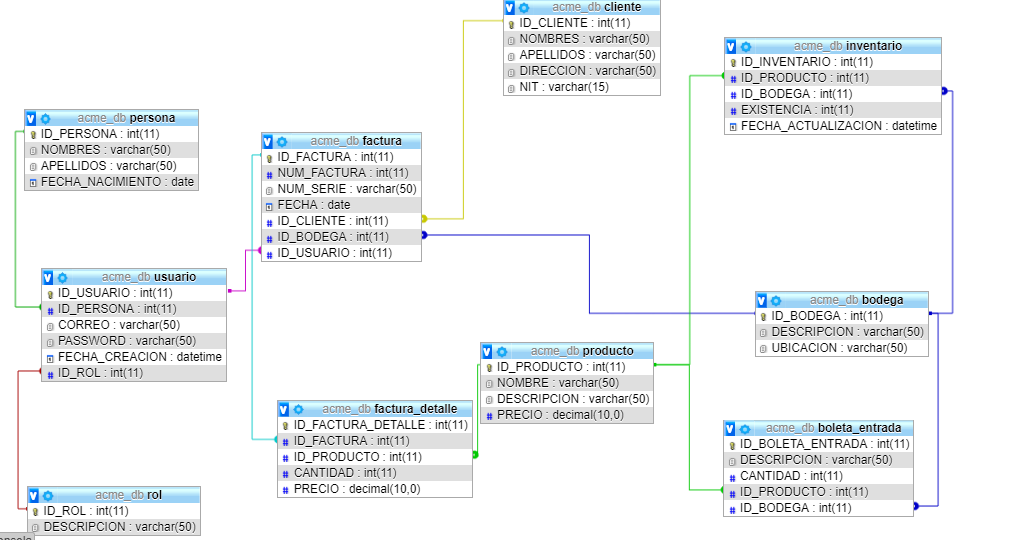 acme_db cliente
ID_CLIENTE : int(11)
NOMBRES : varchar(50)
APELLIDOS : varchar(50)
DIRECCION : varchar(50)
NIT : varchar(15)
acme_db inventario
ID_INVENTARIO : int(11)
ID_PRODUCTO : int(11)
ID_BODEGA : int(11)
EXISTENCIA : int(11)
FECHA_ACTUALIZACION : datetime
acme_db persona
ID_PERSONA : int(11)
NOMBRES : varchar(50)
APELLIDOS : varchar(50)
FECHA_NACIMIENTO : date
acme_db factura
ID_FACTURA : int(11)
NUM_FACTURA : int(11)
NUM_SERIE : varchar(50)
FECHA : date
ID_CLIENTE : int(11)
ID_BODEGA : int(11)
ID_USUARIO : int(11)
acme_db usuario
ID_USUARIO : int(11)
ID_PERSONA : int(11)
CORREO : varchar(50)
PASSWORD : varchar(50)
FECHA_CREACION : datetime
ID_ROL : int(11)
acme_db bodega
ID_BODEGA : int(11)
DESCRIPCION : varchar(50)
UBICACION : varchar(50)
acme_db producto
ID_PRODUCTO : int(11)
NOMBRE : varchar(50)
DESCRIPCION : varchar(50)
PRECIO : decimal(10,0)
acme_db factura_detalle
ID_FACTURA_DETALLE : int(11)
ID_FACTURA : int(11)
ID_PRODUCTO : int(11)
CANTIDAD : int(11)
PRECIO : decimal(10,0)
acme_db boleta_entrada
ID_BOLETA_ENTRADA : int(11)
DESCRIPCION : varchar(50)
CANTIDAD : int(11)
ID_PRODUCTO : int(11)
ID_BODEGA : int(11)
acme_db rol
ID_ROL : int(11)
DESCRIPCION : varchar(50)